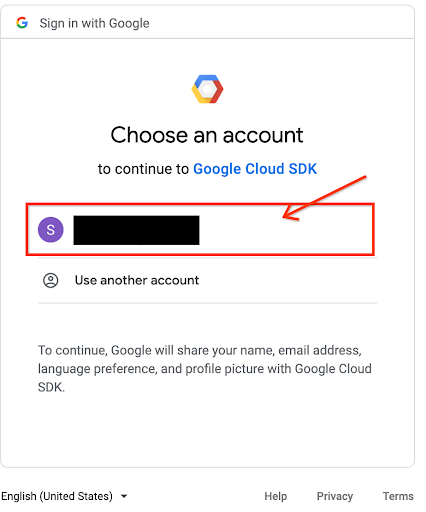 Sign in with Google
Choose an account
to continue to Google Cloud SDK
S
Use another account
To continue, Google will share your name, email address,
language preference, and profile picture with Google Cloud
SDK.
English (United States)
Help Privacy Terms